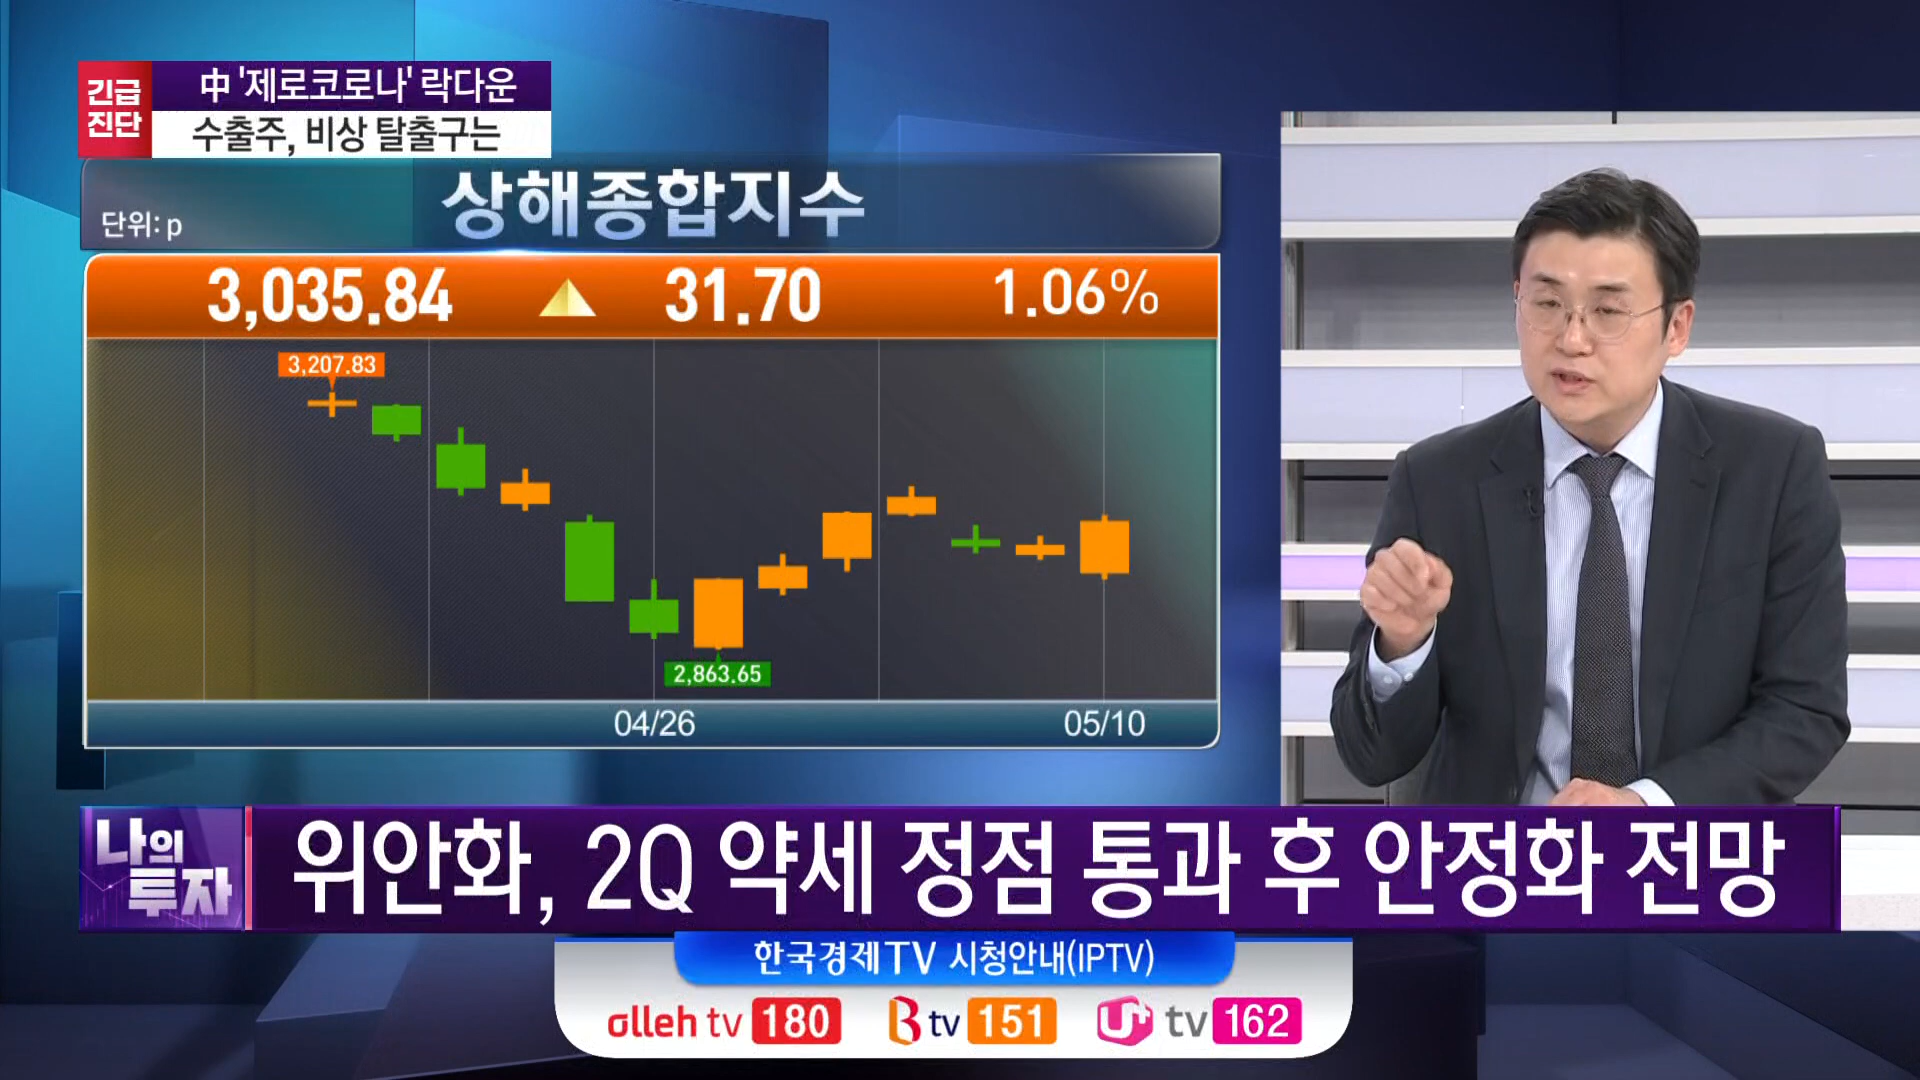 긴급
진단
中 '제로코로나' 락다운
수출주, 비상 탈출구는
상해종합지수
단위: p
3,035.84 ▲ 31.70 1.06%
3,207.83
2,863.65
04/26 05/10
나의
투자
위안화, 2Q 약세 정점 통과 후 안정화 전망
한국경제TV 시청안내(IPTV)
olleh tv 180 B tv 151 U+ tv 162